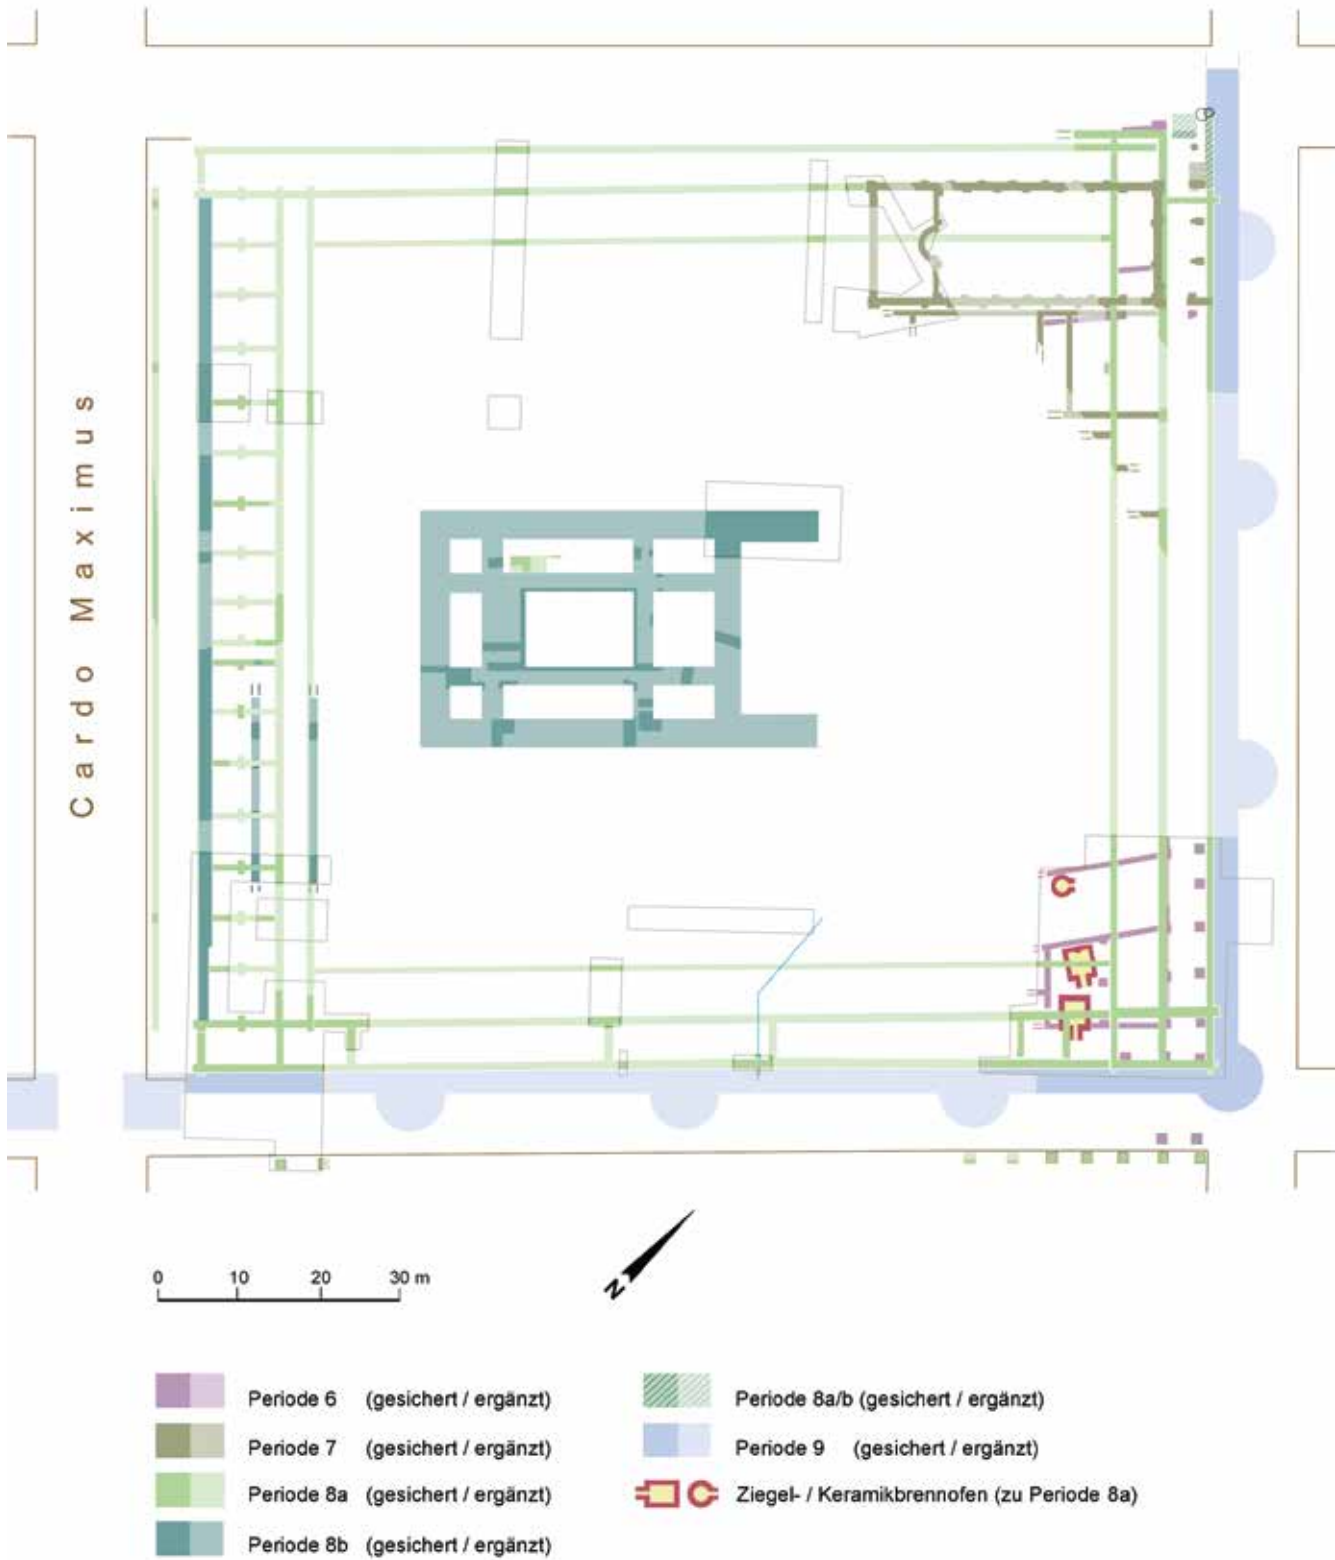 Cardo Maximus
0 10 20 30 m
N
Periode 6 (gesichert / ergänzt)
Periode 7 (gesichert / ergänzt)
Periode 8a (gesichert / ergänzt)
Periode 8b (gesichert / ergänzt)
Periode 8a/b (gesichert / ergänzt)
Periode 9 (gesichert / ergänzt)
Ziegel- / Keramikbrennofen (zu Periode 8a)